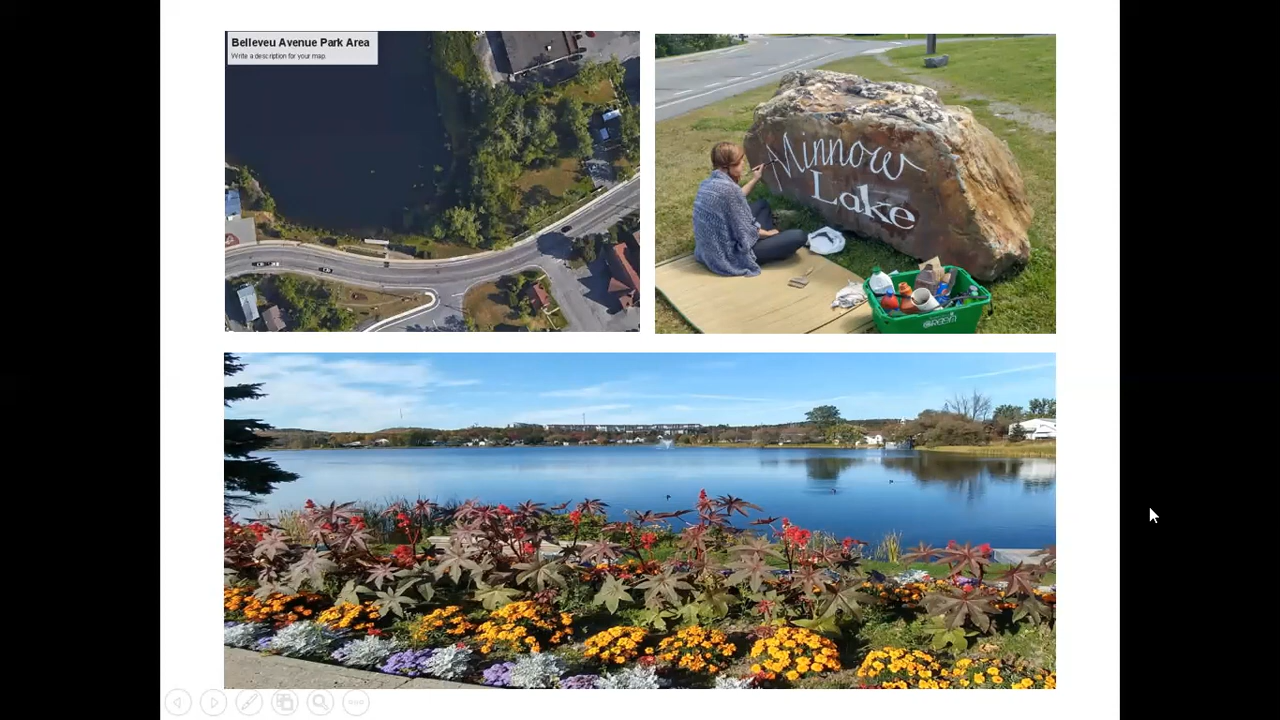 Belleveu Avenue Park Area
Write a description for your map.
Minnow
Lake